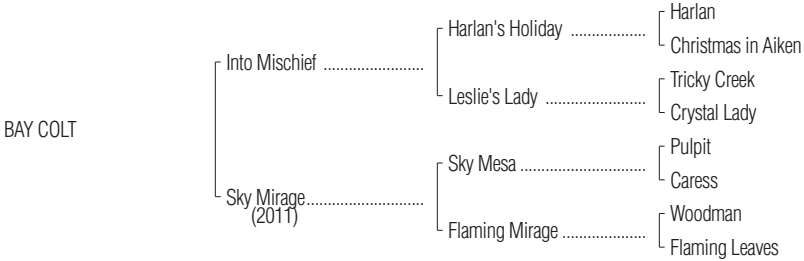 Harlan
Harlan's Holiday ..................
Christmas in Aiken
Into Mischief ........................
Tricky Creek
Leslie's Lady ........................
Crystal Lady
BAY COLT
Pulpit
Sky Mesa ..............................
Caress
Sky Mirage...........................
(2011)
Woodman
Flaming Mirage ....................
Flaming Leaves